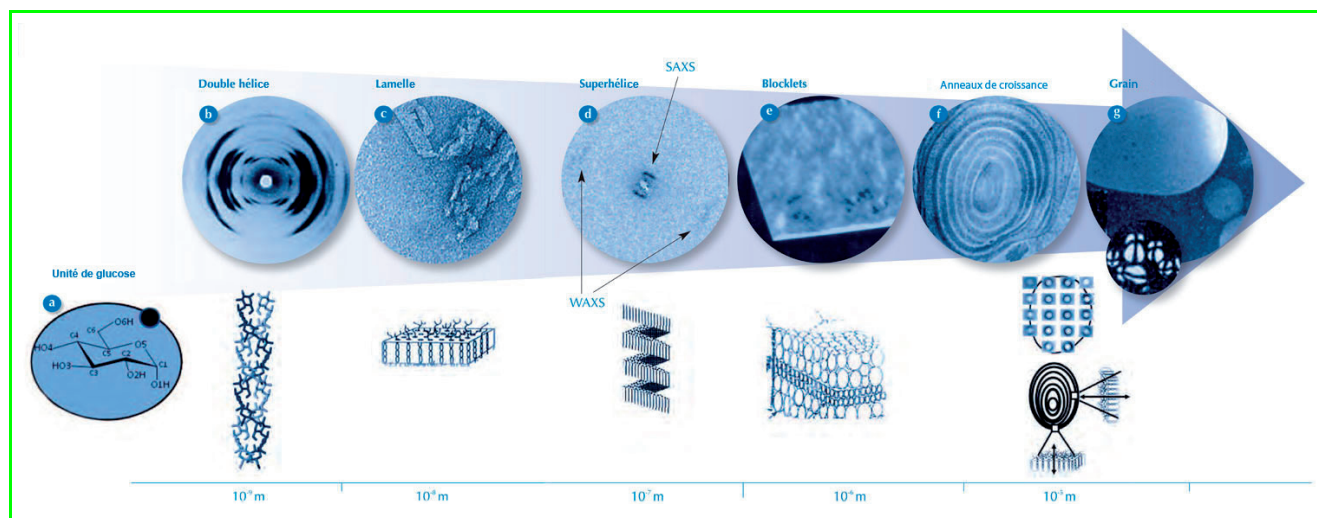 SAXS
Double hélice
Lamelle
Superhélice
Blocklets
Anneaux de croissance
Grain
b
c
d
e
f
g
Unité de glucose
WAXS
a
O6H
C6
C4
HO4
C5
O5
C2
C1
HO3
C3
O2H
O1H
10⁻⁹ m
10⁻⁸ m
10⁻⁷ m
10⁻⁶ m
10⁻⁵ m